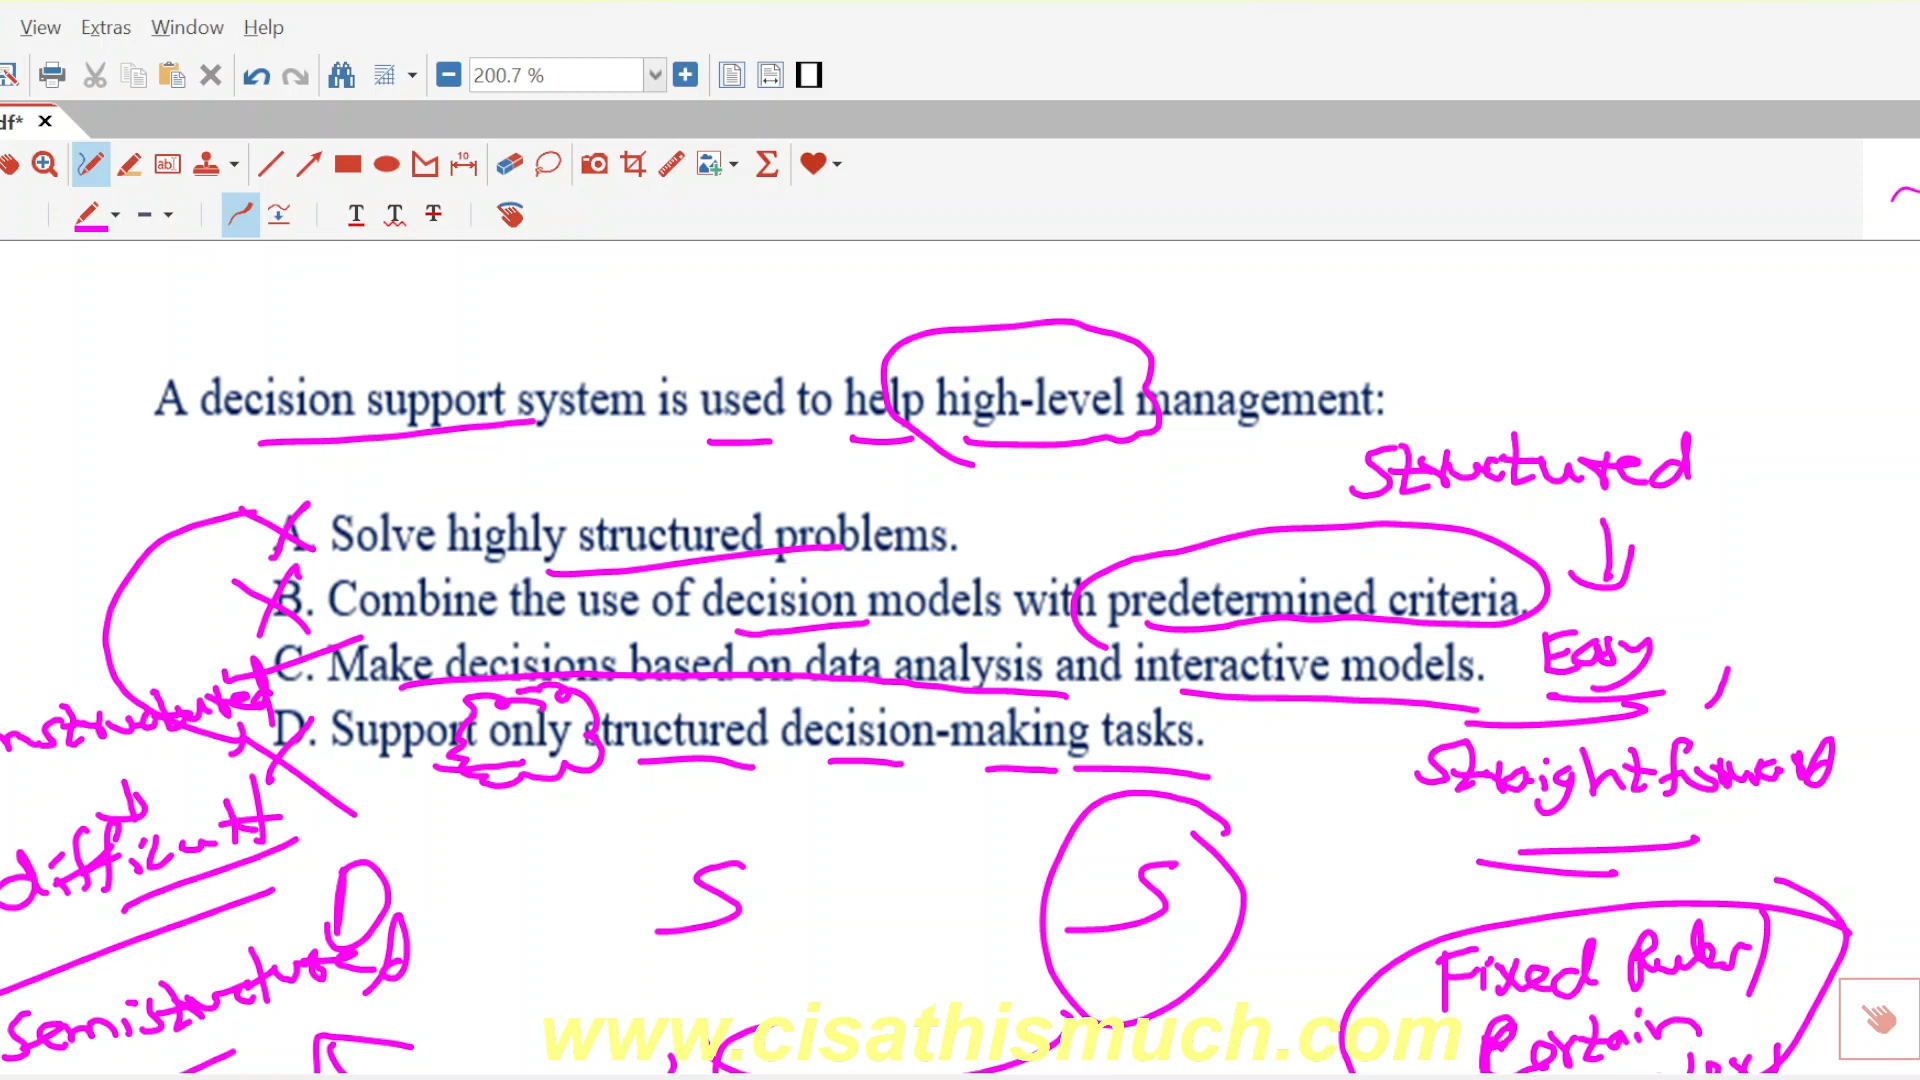 View Extras Window Help
200.7 %
df*
A decision support system is used to help high-level management:
structured
A. Solve highly structured problems.
B. Combine the use of decision models with predetermined criteria.
Easy
C. Make decisions based on data analysis and interactive models.
D. Support only structured decision-making tasks.
Straightforward
difficult
D S S
semistructured
Fixed Rules
www.cisathismuch.com